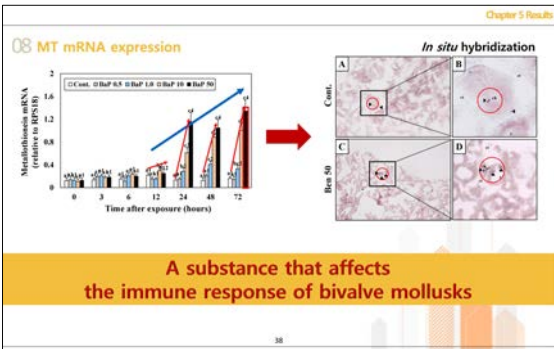 Chapter 5 Results
08 MT mRNA expression
In situ hybridization
Metallothionein mRNA
(relative to RPS18)
2
1.6
1.2
0.8
0.4
0
Cont. BaP 0.5 BaP 1.0 BaP 10 BaP 50
0 3 6 12 24 48 72
Time after exposure (hours)
A B
Cont.
C D
Ben 50
A substance that affects
the immune response of bivalve mollusks
38